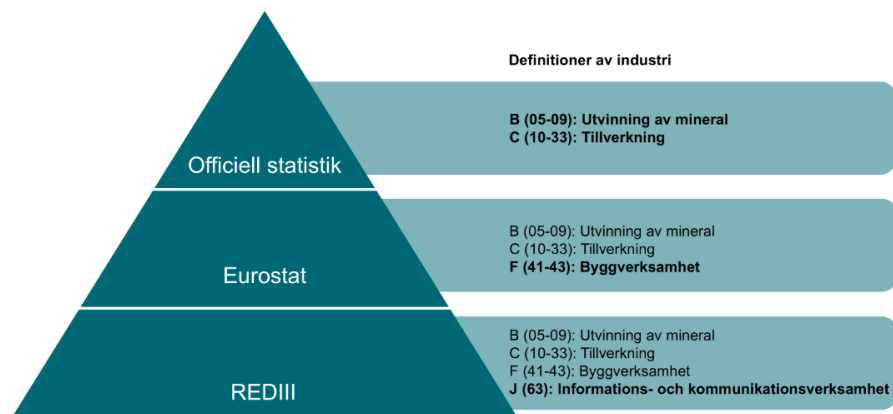 Definitioner av industri
Officiell statistik
B (05-09): Utvinning av mineral
C (10-33): Tillverkning
Eurostat
B (05-09): Utvinning av mineral
C (10-33): Tillverkning
F (41-43): Byggverksamhet
REDIII
B (05-09): Utvinning av mineral
C (10-33): Tillverkning
F (41-43): Byggverksamhet
J (63): Informations- och kommunikationsverksamhet